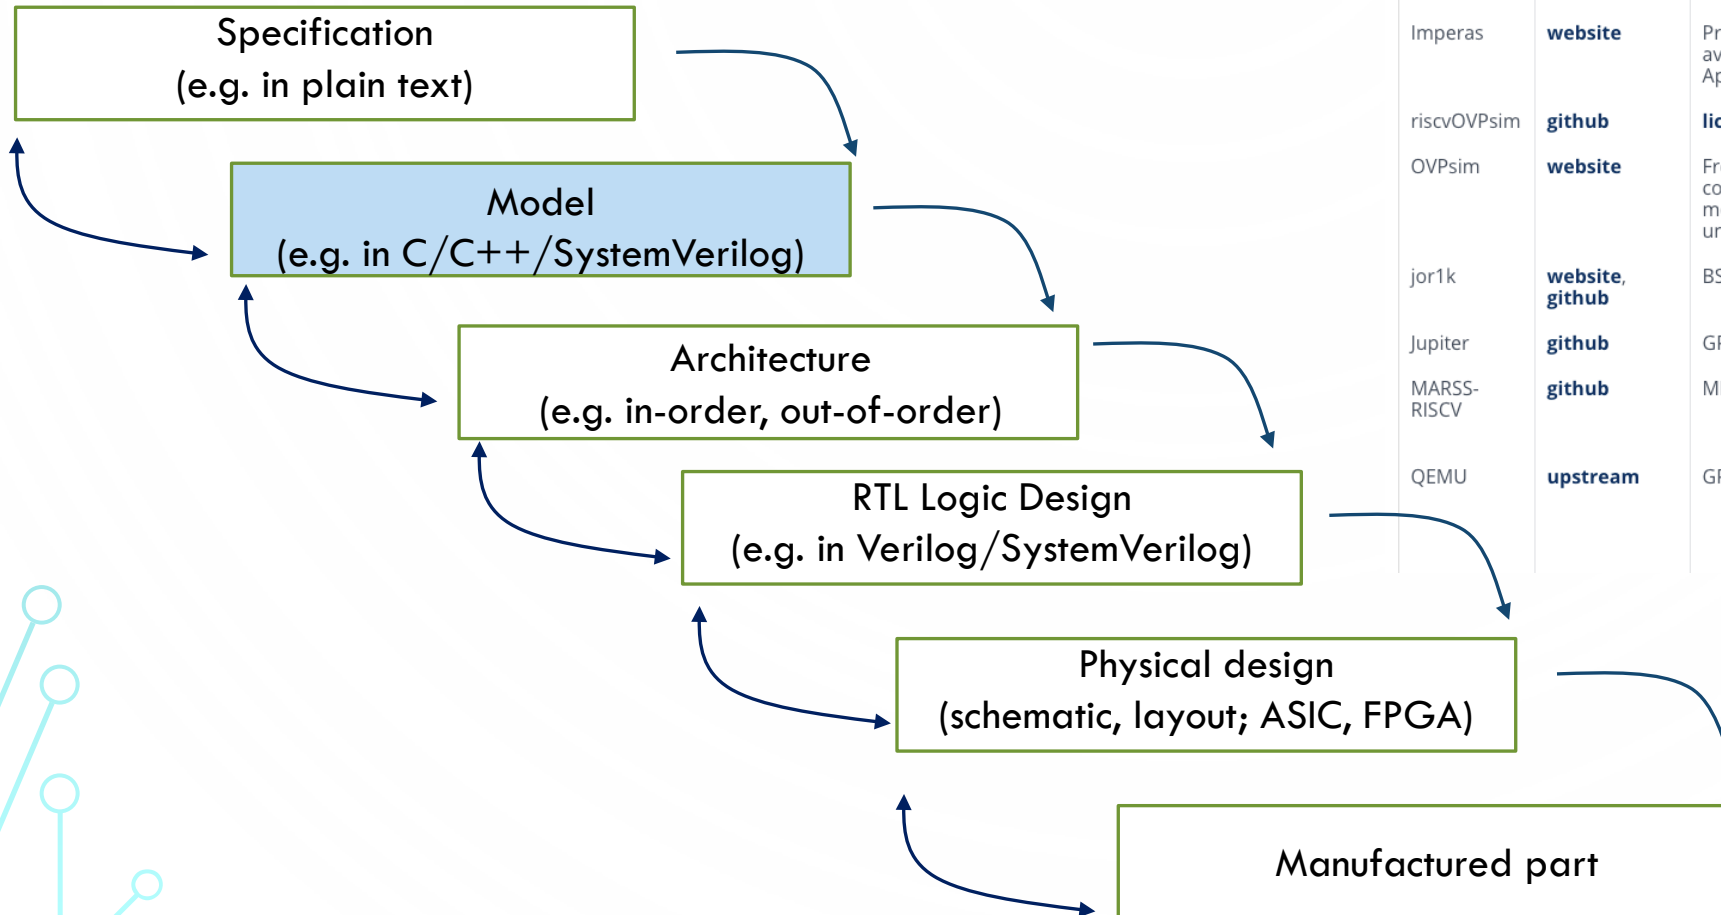 Specification
(e.g. in plain text)
Model
(e.g. in C/C++/SystemVerilog)
Architecture
(e.g. in-order, out-of-order)
RTL Logic Design
(e.g. in Verilog/SystemVerilog)
Physical design
(schematic, layout; ASIC, FPGA)
Manufactured part
Imperas website
riscvOVPsim github
OVPsim website
jor1k website,
github
Jupiter github
MARSS- github
RISCV
QEMU upstream